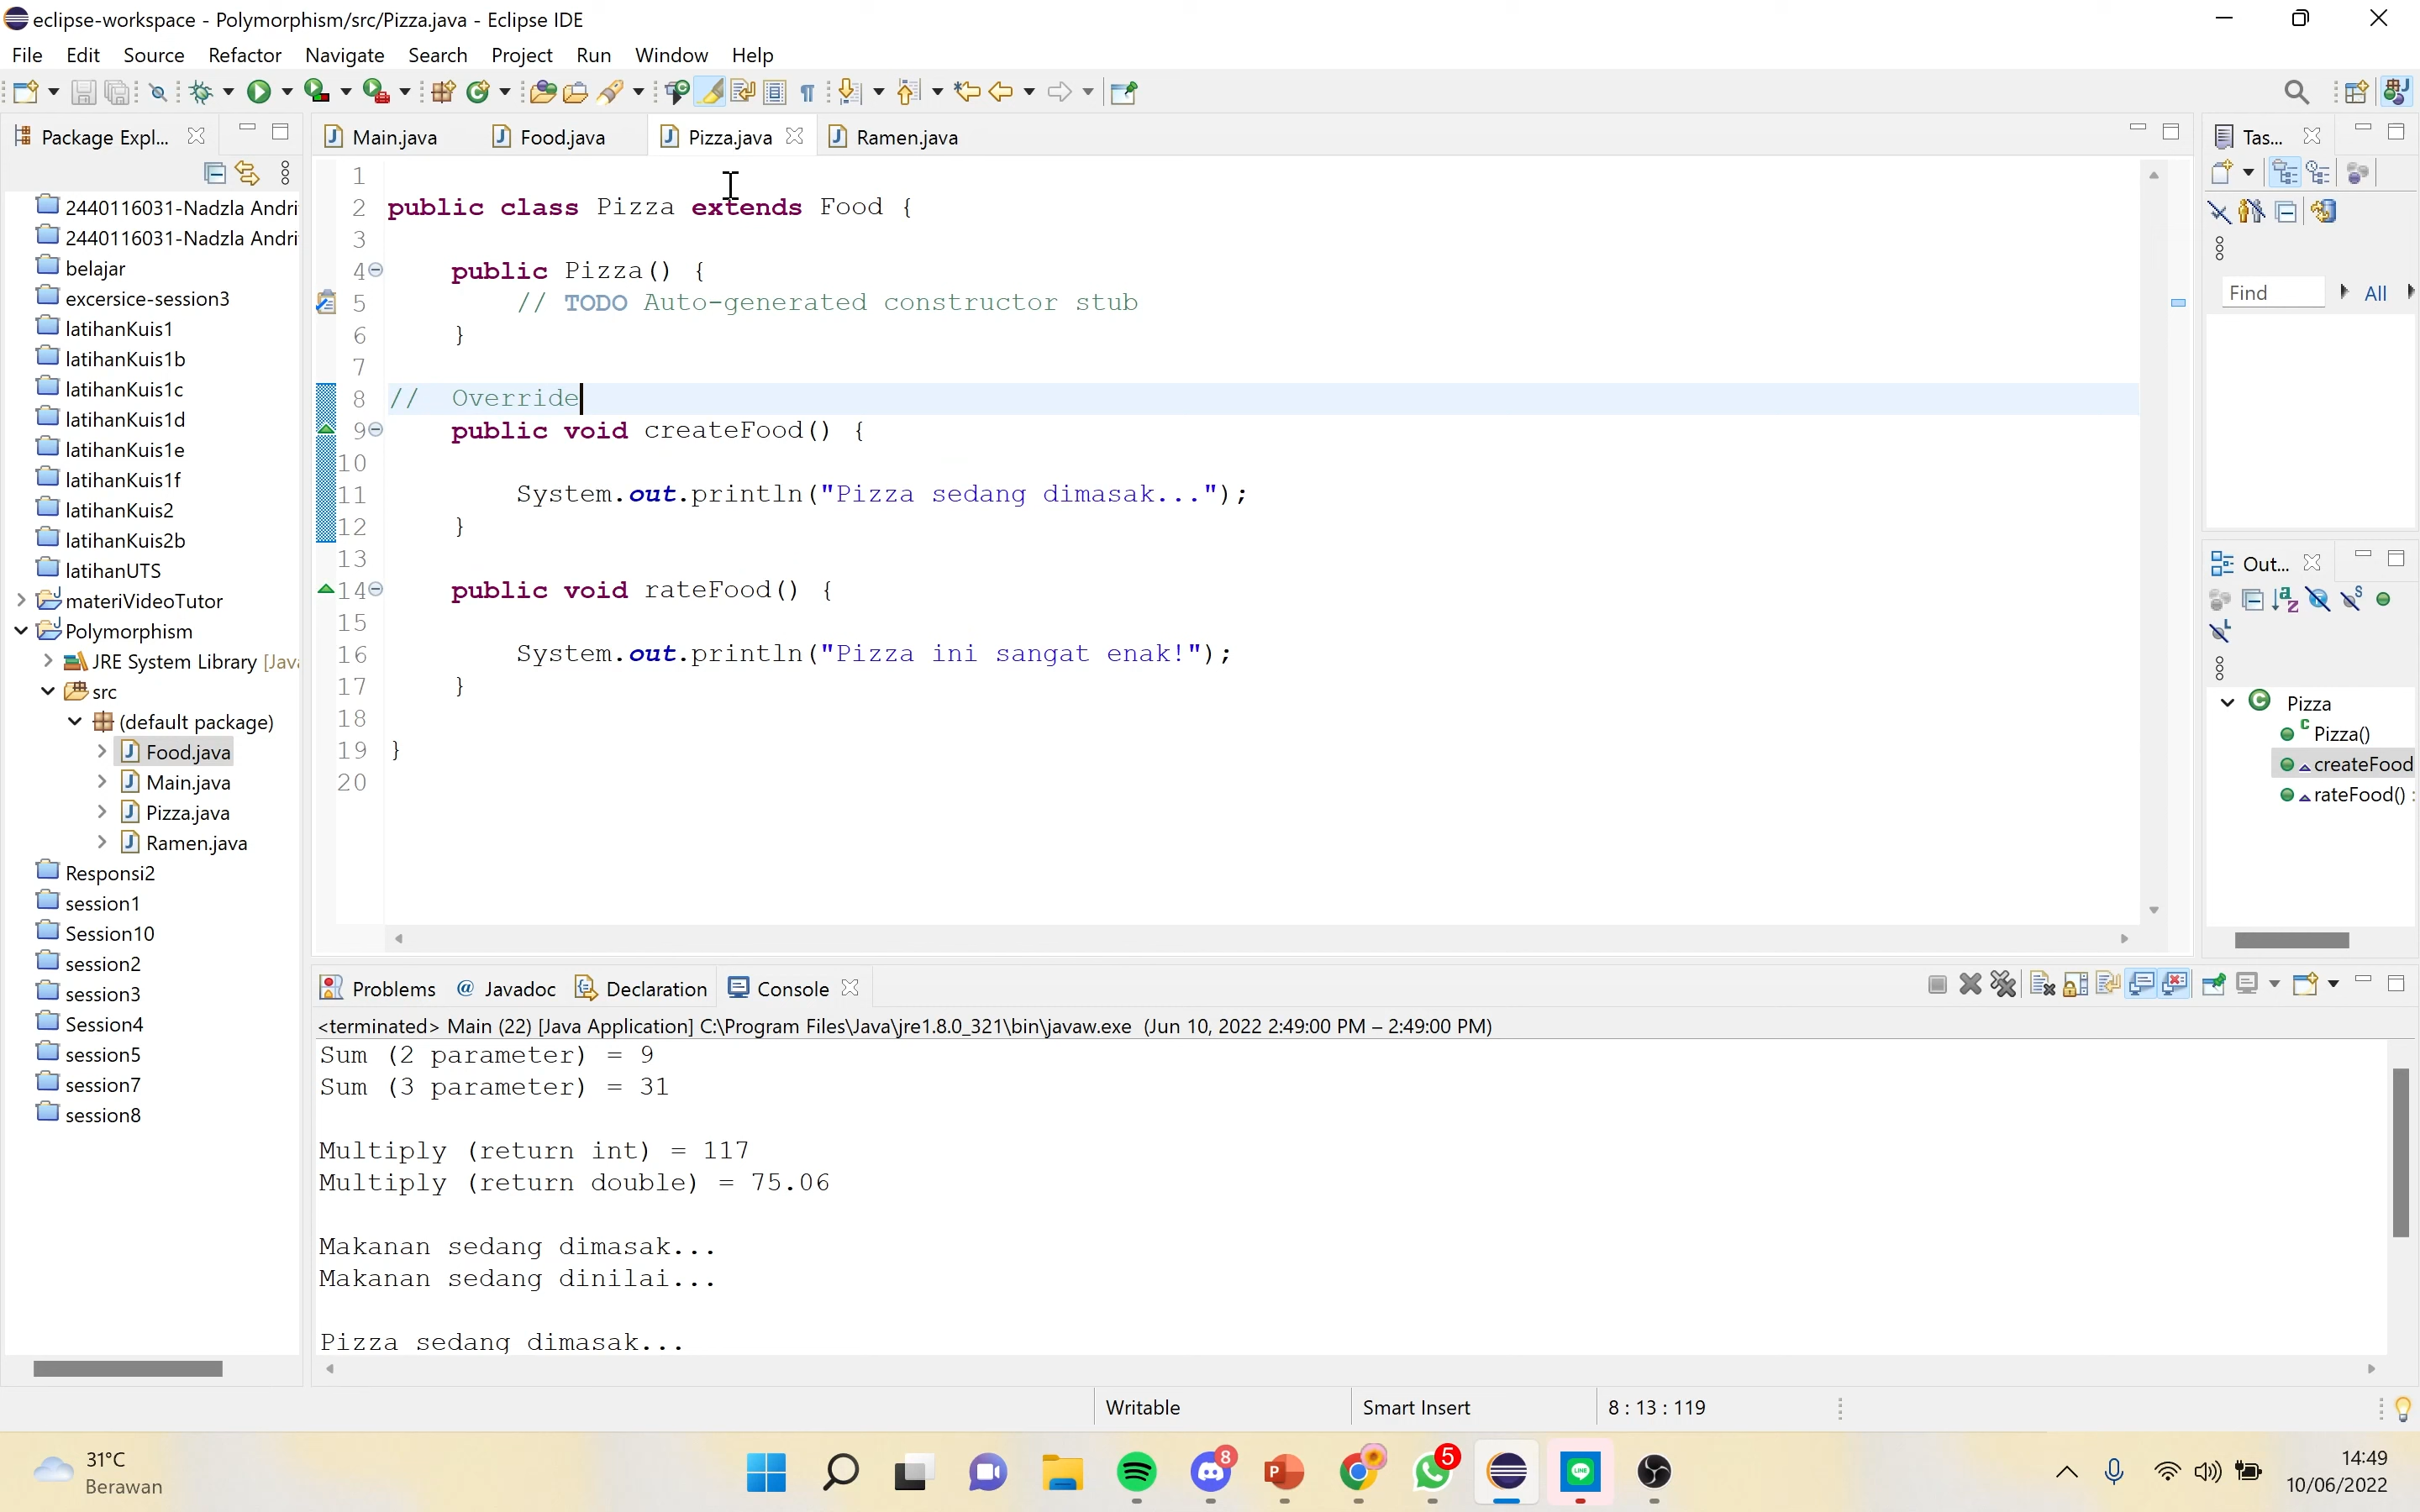 eclipse-workspace - Polymorphism/src/Pizza.java - Eclipse IDE
File Edit Source Refactor Navigate Search Project Run Window Help
Package Expl...
2440116031-Nadzla Andri
2440116031-Nadzla Andri
belajar
excersice-session3
latihanKuis1
latihanKuis1b
latihanKuis1c
latihanKuis1d
latihanKuis1e
latihanKuis1f
latihanKuis2
latihanKuis2b
latihanUTS
materiVideoTutor
Polymorphism
JRE System Library [Java
src
(default package)
Food.java
Main.java
Pizza.java
Ramen.java
Responsi2
session1
Session10
session2
session3
Session4
session5
session7
session8
Main.java Food.java Pizza.java Ramen.java
1
2 public class Pizza extends Food {
3
4 public Pizza() {
5 // TODO Auto-generated constructor stub
6 }
7
8 // Override
9 public void createFood() {
10
11 System.out.println("Pizza sedang dimasak...");
12 }
13
14 public void rateFood() {
15
16 System.out.println("Pizza ini sangat enak!");
17 }
18
19 }
20
Tas...
Find All
Out...
Pizza
Pizza()
createFood
rateFood() :
Problems Javadoc Declaration Console
<terminated> Main (22) [Java Application] C:\Program Files\Java\jre1.8.0_321\bin\javaw.exe (Jun 10, 2022 2:49:00 PM – 2:49:00 PM)
Sum (2 parameter) = 9
Sum (3 parameter) = 31
Multiply (return int) = 117
Multiply (return double) = 75.06
Makanan sedang dimasak...
Makanan sedang dinilai...
Pizza sedang dimasak...
Writable Smart Insert 8 : 13 : 119
31°C
Berawan
8
5
14:49
10/06/2022